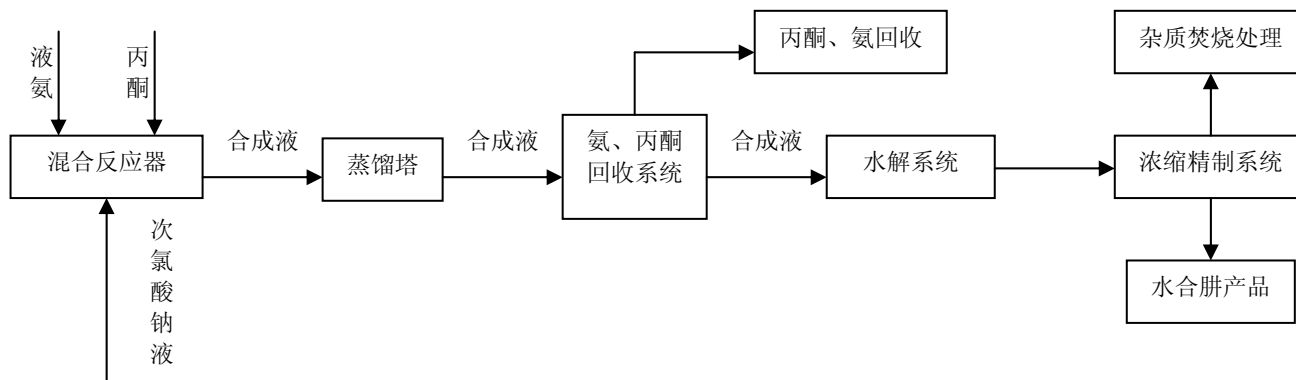 液氨
丙酮
混合反应器
次氯酸钠液
合成液
蒸馏塔
合成液
氨、丙酮
回收系统
丙酮、氨回收
合成液
水解系统
浓缩精制系统
杂质焚烧处理
水合肼产品